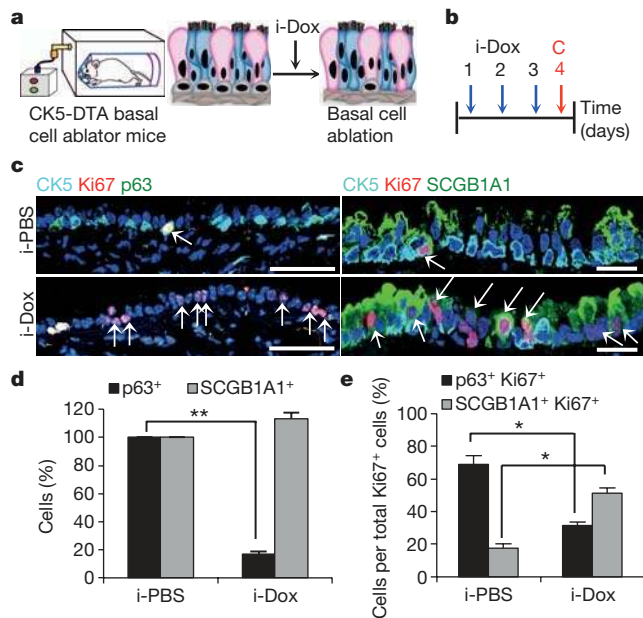 a
i-Dox
CK5-DTA basal
cell ablator mice
Basal cell
ablation
b
i-Dox
C
1 2 3 4
Time
(days)
c
CK5 Ki67 p63
CK5 Ki67 SCGB1A1
i-PBS
i-Dox
d
p63+
SCGB1A1+
**
Cells (%)
120
100
80
60
40
20
0
i-PBS
i-Dox
e
p63+ Ki67+
SCGB1A1+ Ki67+
*
*
Cells per total Ki67+ cells (%)
100
80
60
40
20
0
i-PBS
i-Dox